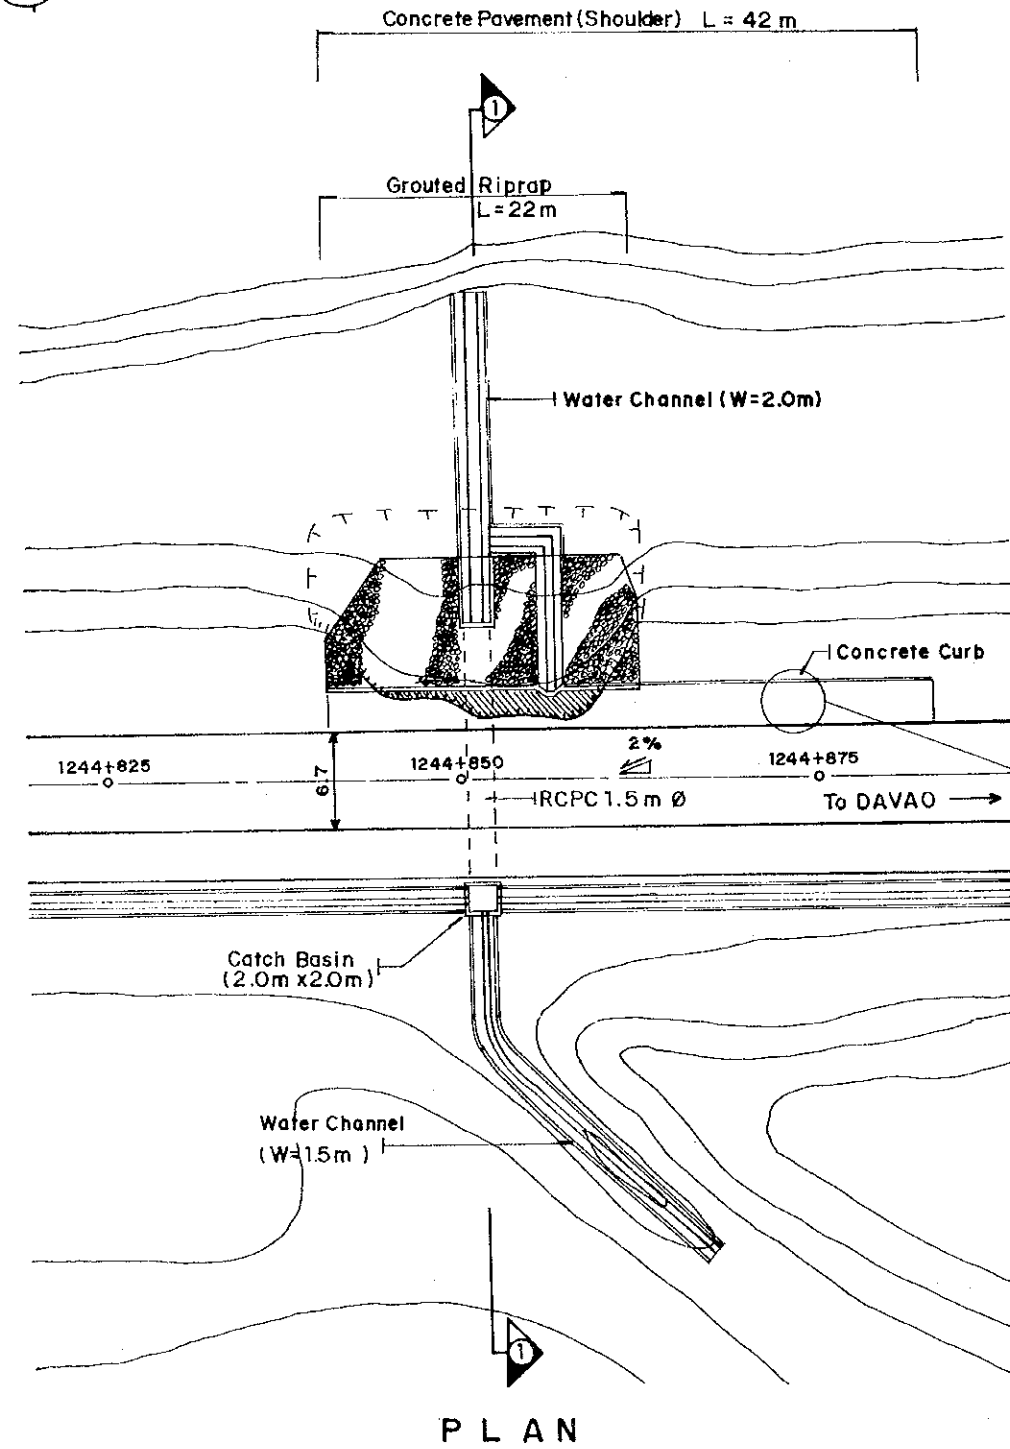 Concrete Pavement (Shoulder) L = 42 m
1
Grouted Riprap
L=22m
Water Channel (W=2.0m)
Concrete Curb
1244+825
6.7
1244+850
2%
1244+875
RCPC 1.5m Ø
To DAVAO
Catch Basin
(2.0m x2.0m)
Water Channel
(W=1.5m)
1
PLAN